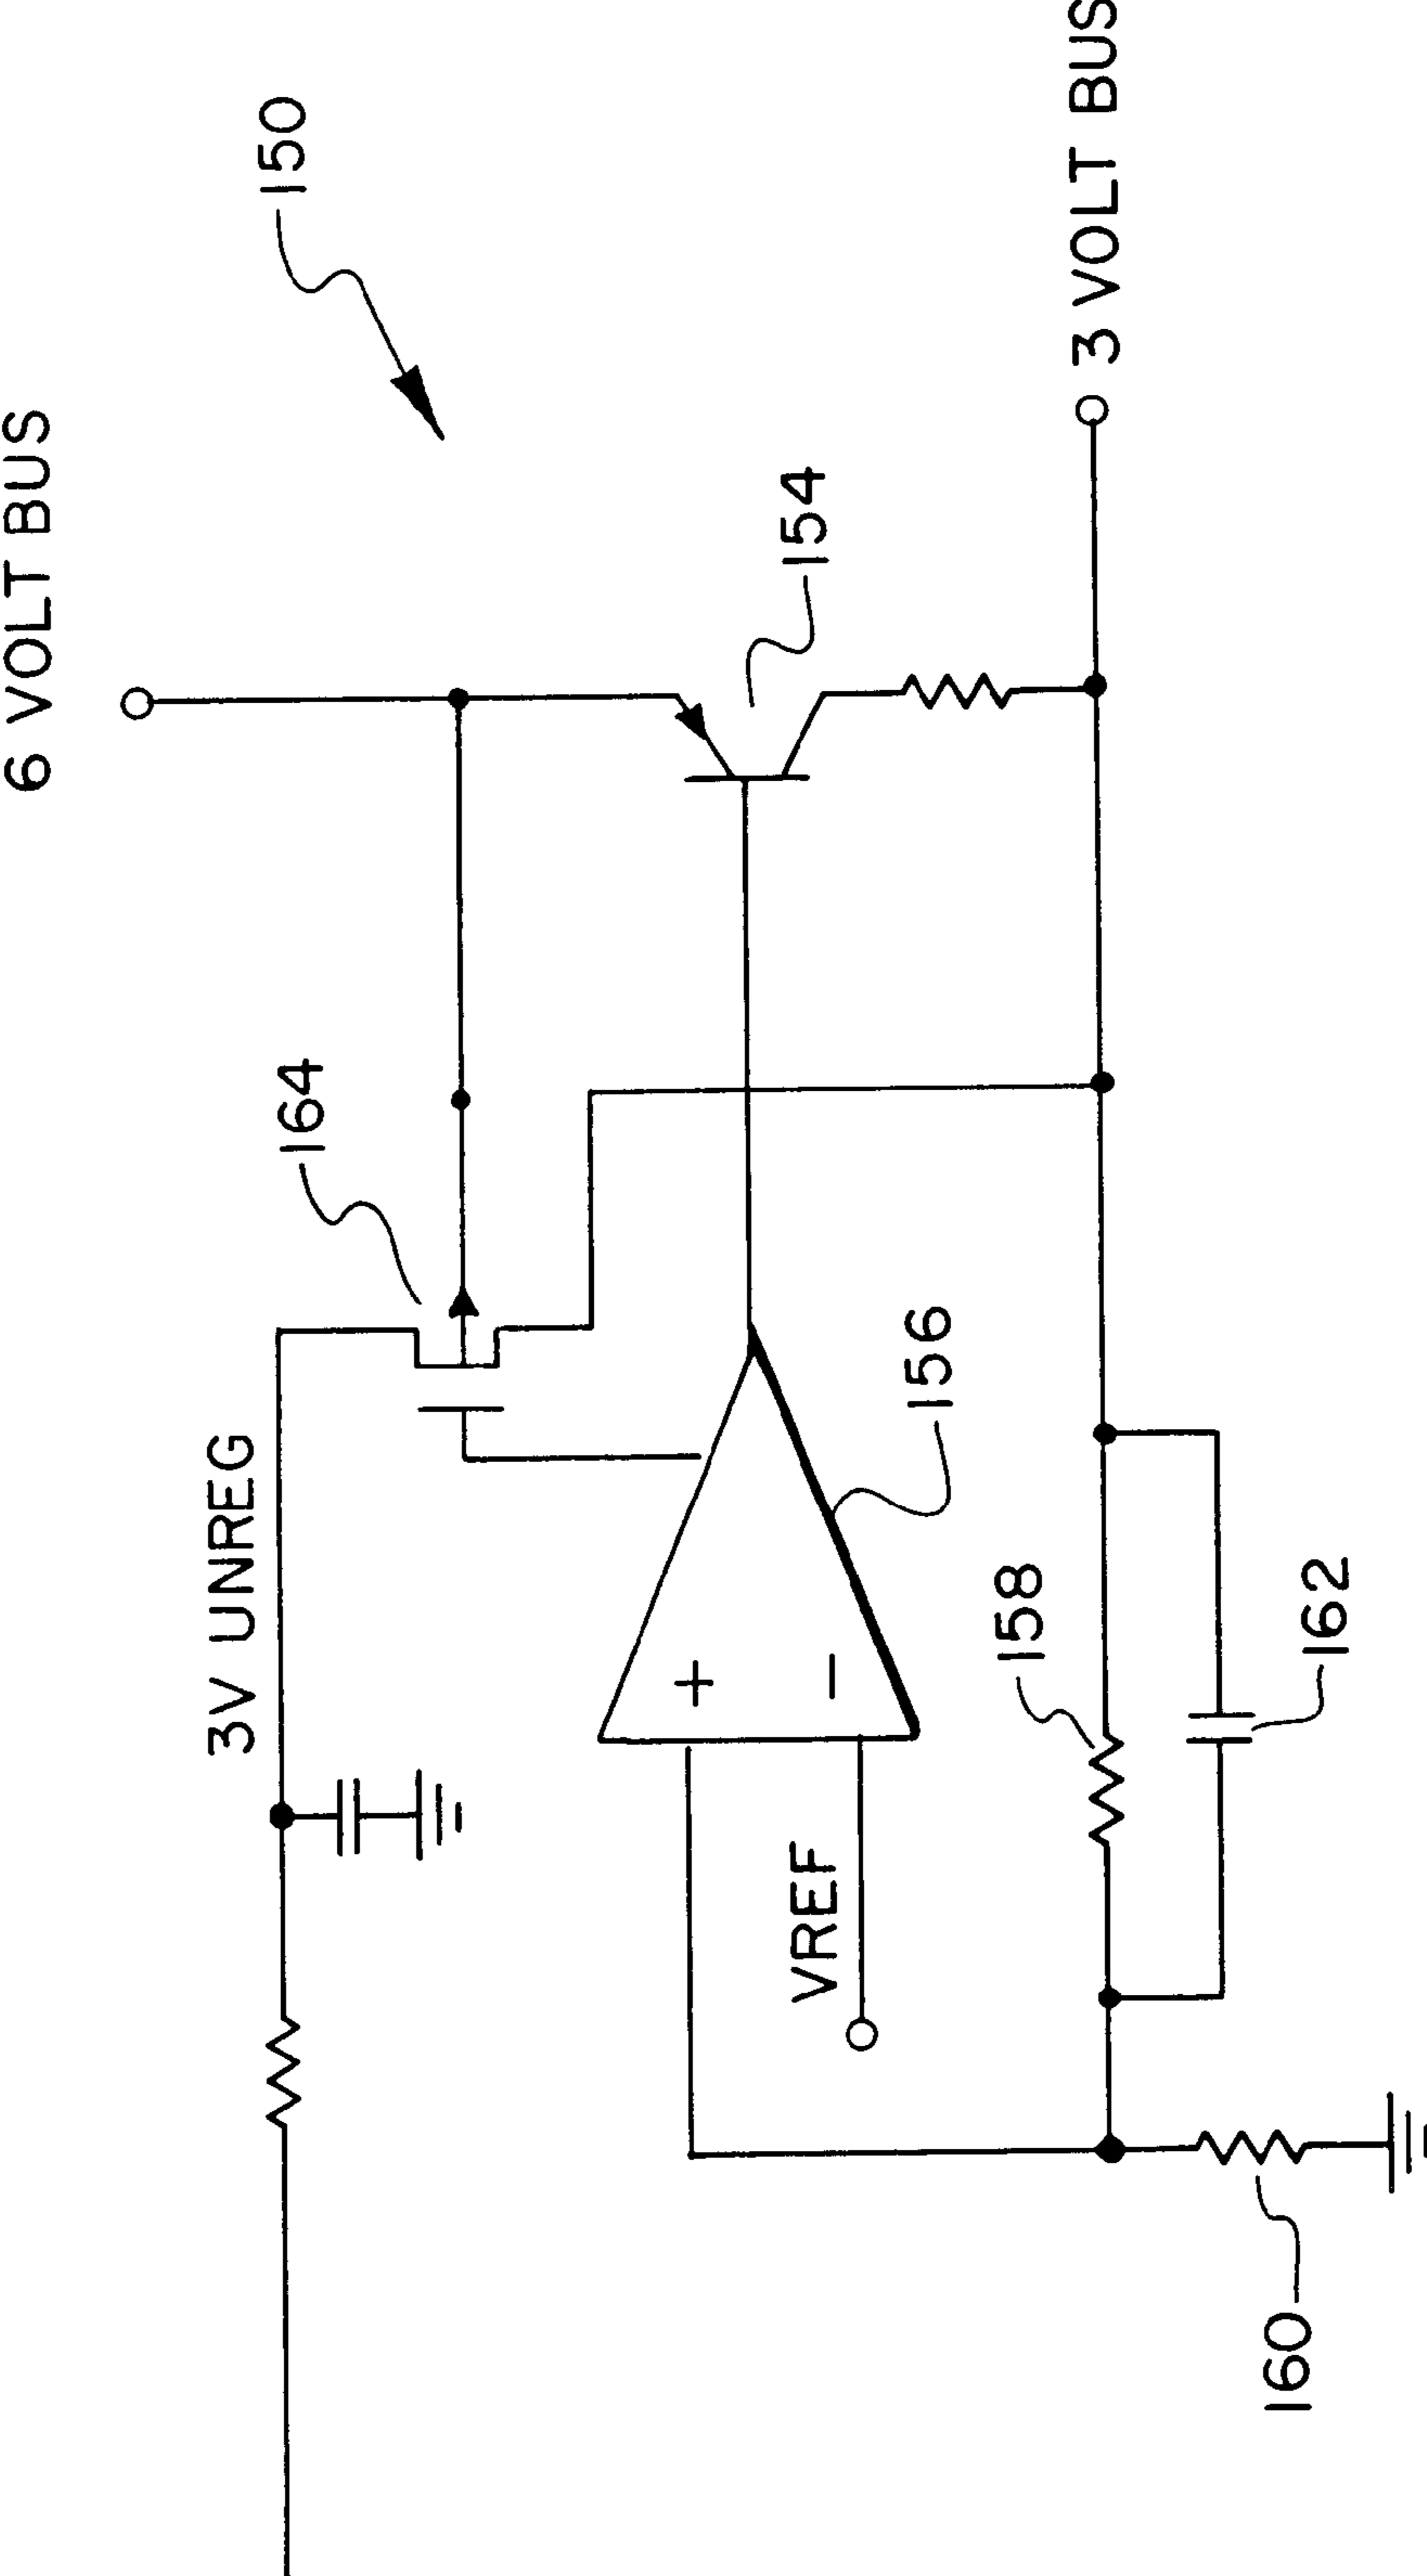 6 VOLT BUS
150
3V UNREG
164
154
+
−
VREF
156
158
3 VOLT BUS
162
160